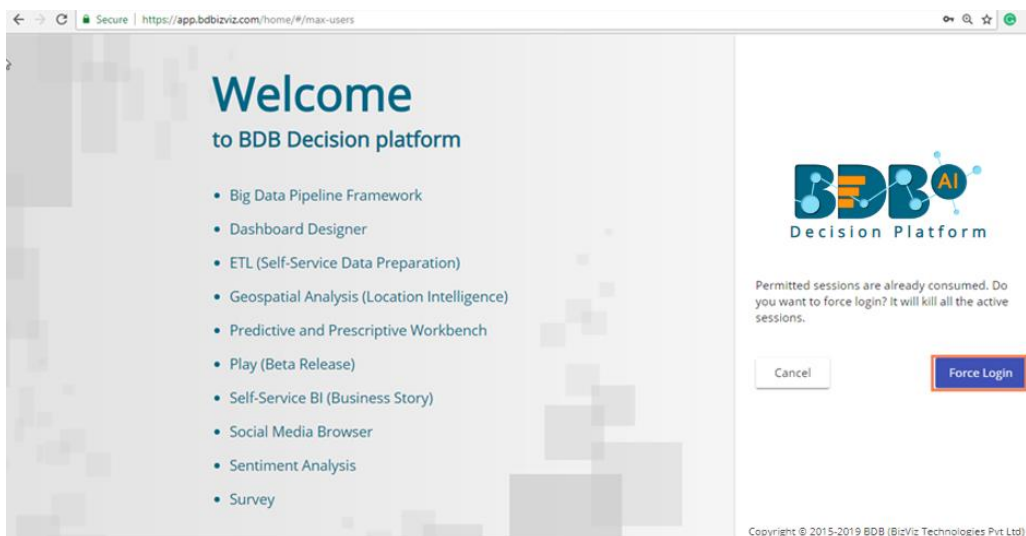 Secure | https://app.bdbizviz.com/home/#/max-users
Welcome
to BDB Decision platform
• Big Data Pipeline Framework
• Dashboard Designer
• ETL (Self-Service Data Preparation)
• Geospatial Analysis (Location Intelligence)
• Predictive and Prescriptive Workbench
• Play (Beta Release)
• Self-Service BI (Business Story)
• Social Media Browser
• Sentiment Analysis
• Survey
BDB AI
Decision Platform
Permitted sessions are already consumed. Do
you want to force login? It will kill all the active
sessions.
Cancel
Force Login
Copyright © 2015-2019 BDB (BizViz Technologies Pvt Ltd)